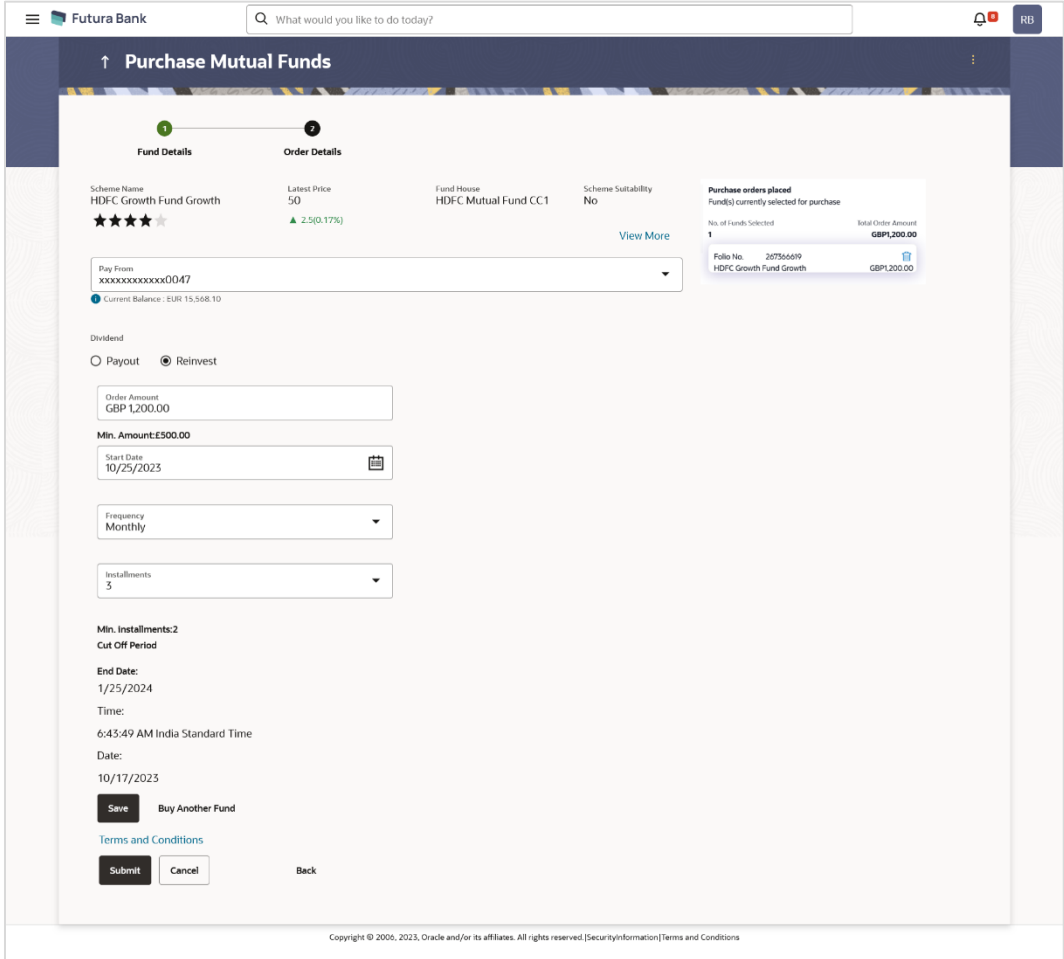 Futura Bank
What would you like to do today?
8
RB
Purchase Mutual Funds
1
2
Fund Details
Order Details
Scheme Name
HDFC Growth Fund Growth
Latest Price
50
▲ 2.5(0.17%)
Fund House
HDFC Mutual Fund CC1
Scheme Suitability
No
View More
Purchase orders placed
Fund(s) currently selected for purchase
No. of Funds Selected
Total Order Amount
1
GBP1,200.00
Folio No. 267366619
HDFC Growth Fund Growth
GBP1,200.00
Pay From
xxxxxxxxxxxx0047
Current Balance : EUR 15,568.10
Dividend
Payout
Reinvest
Order Amount
GBP 1,200.00
Min. Amount:£500.00
Start Date
10/25/2023
Frequency
Monthly
Installments
3
Min. Installments:2
Cut Off Period
End Date:
1/25/2024
Time:
6:43:49 AM India Standard Time
Date:
10/17/2023
Save
Buy Another Fund
Terms and Conditions
Submit
Cancel
Back
Copyright © 2006, 2023, Oracle and/or its affiliates. All rights reserved.|SecurityInformation|Terms and Conditions